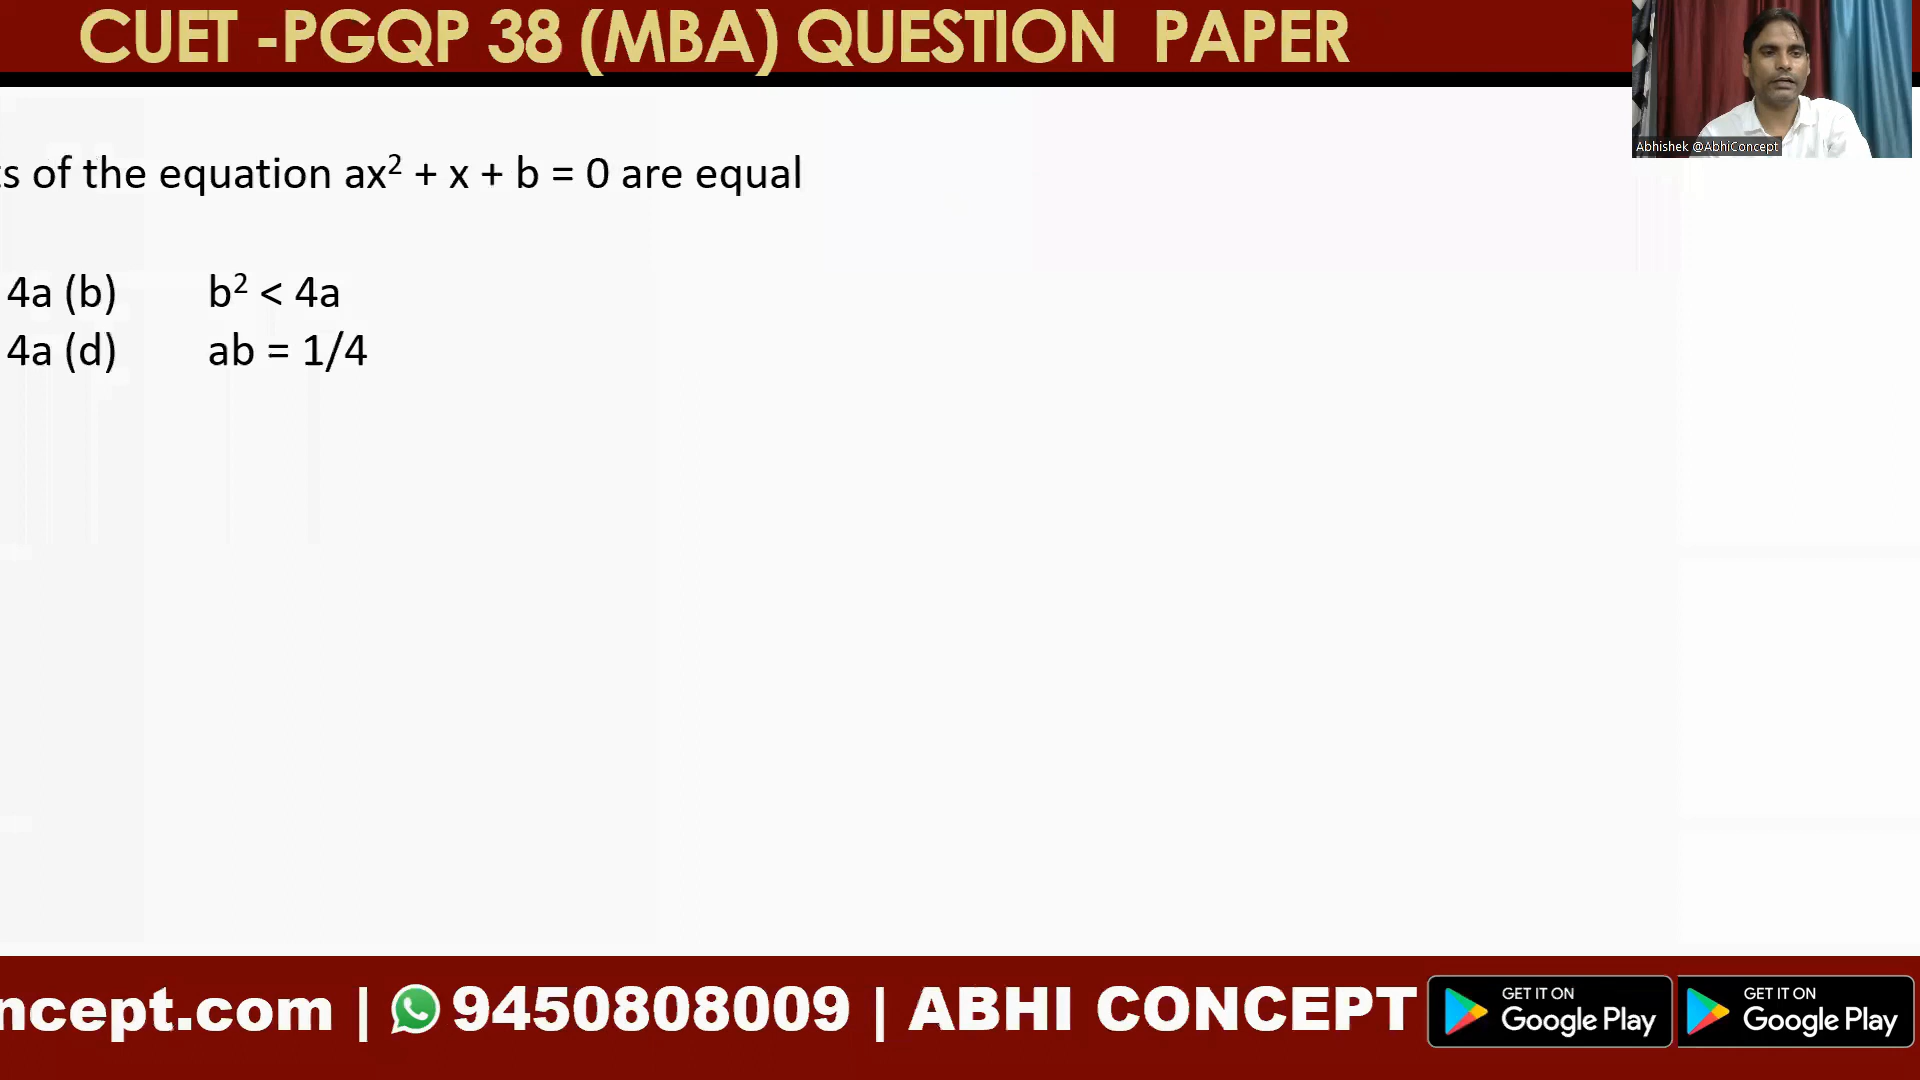 CUET -PGQP 38 (MBA) QUESTION PAPER
Abhishek @AbhiConcept
of the equation ax² + x + b = 0 are equal
4a (b) b² < 4a
4a (d) ab = 1/4
ncept.com | 9450808009 | ABHI CONCEPT
GET IT ON Google Play
GET IT ON Google Play